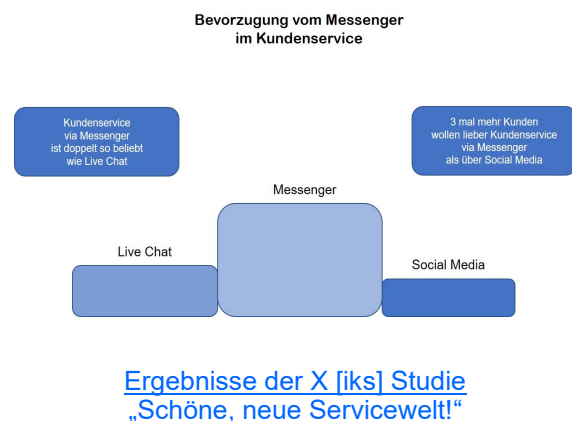 Bevorzugung vom Messenger
im Kundenservice
Kundenservice
via Messenger
ist doppelt so beliebt
wie Live Chat
3 mal mehr Kunden
wollen lieber Kundenservice
via Messenger
als über Social Media
Messenger
Live Chat
Social Media
Ergebnisse der X [iks] Studie
„Schöne, neue Servicewelt!“